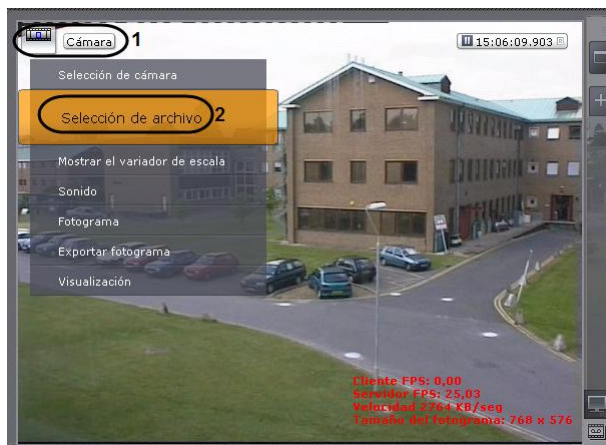 Cámara 1
15:06:09.903
Selección de cámara
Selección de archivo 2
Mostrar el variador de escala
Sonido
Fotograma
Exportar fotograma
Visualización
Cliente FPS: 0,00
Servidor FPS: 25,03
Velocidad 2764 KB/seg
Tamaño del fotograma: 768 x 576